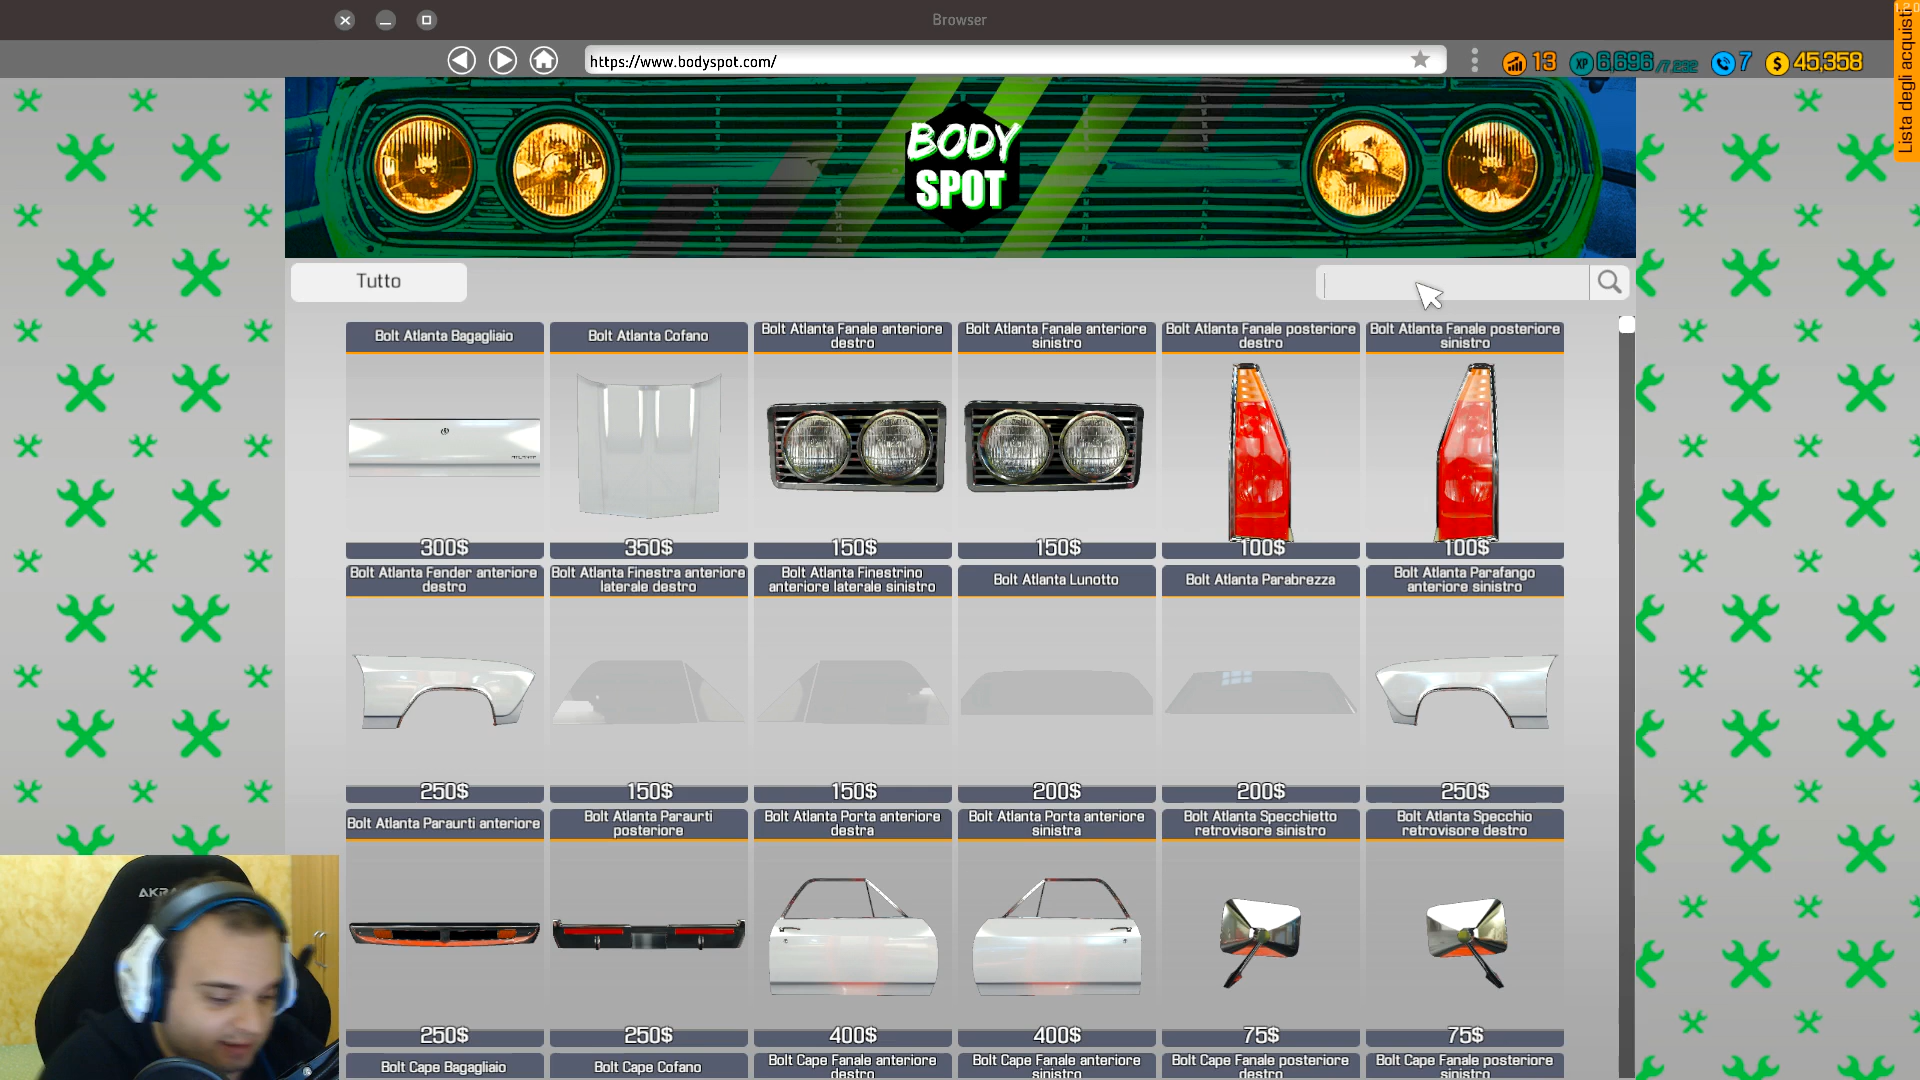 Browser
https://www.bodyspot.com/
13
XP
6,696/7,232
7
$
45,358
Lista degli acquisti
BODY
SPOT
Tutto
Bolt Atlanta Bagagliaio
300$
Bolt Atlanta Cofano
350$
Bolt Atlanta Fanale anteriore
destro
150$
Bolt Atlanta Fanale anteriore
sinistro
150$
Bolt Atlanta Fanale posteriore
destro
100$
Bolt Atlanta Fanale posteriore
sinistro
100$
Bolt Atlanta Fender anteriore
destro
250$
Bolt Atlanta Finestra anteriore
laterale destro
150$
Bolt Atlanta Finestrino
anteriore laterale sinistro
150$
Bolt Atlanta Lunotto
200$
Bolt Atlanta Parabrezza
200$
Bolt Atlanta Parafango
anteriore sinistro
250$
Bolt Atlanta Paraurti anteriore
250$
Bolt Atlanta Paraurti
posteriore
250$
Bolt Atlanta Porta anteriore
destra
400$
Bolt Atlanta Porta anteriore
sinistra
400$
Bolt Atlanta Specchietto
retrovisore sinistro
75$
Bolt Atlanta Specchio
retrovisore destro
75$
Bolt Cape Bagagliaio
Bolt Cape Cofano
Bolt Cape Fanale anteriore
destro
Bolt Cape Fanale anteriore
sinistro
Bolt Cape Fanale posteriore
destro
Bolt Cape Fanale posteriore
sinistro